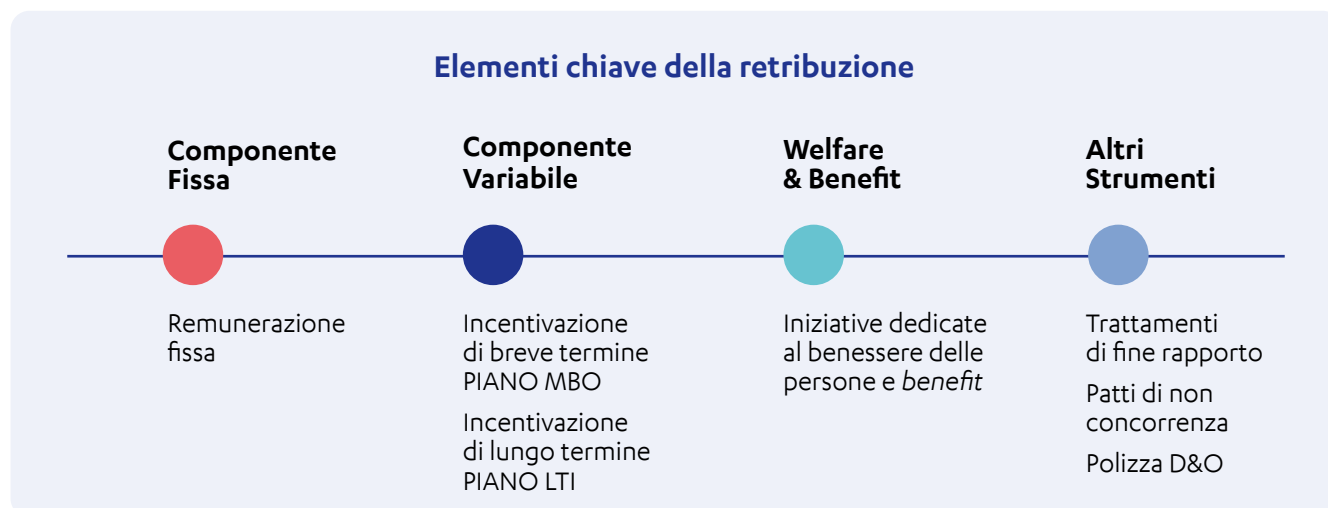 Elementi chiave della retribuzione
Componente
Fissa
Remunerazione
fissa
Componente
Variabile
Incentivazione
di breve termine
PIANO MBO
Incentivazione
di lungo termine
PIANO LTI
Welfare
& Benefit
Iniziative dedicate
al benessere delle
persone e benefit
Altri
Strumenti
Trattamenti
di fine rapporto
Patti di non
concorrenza
Polizza D&O